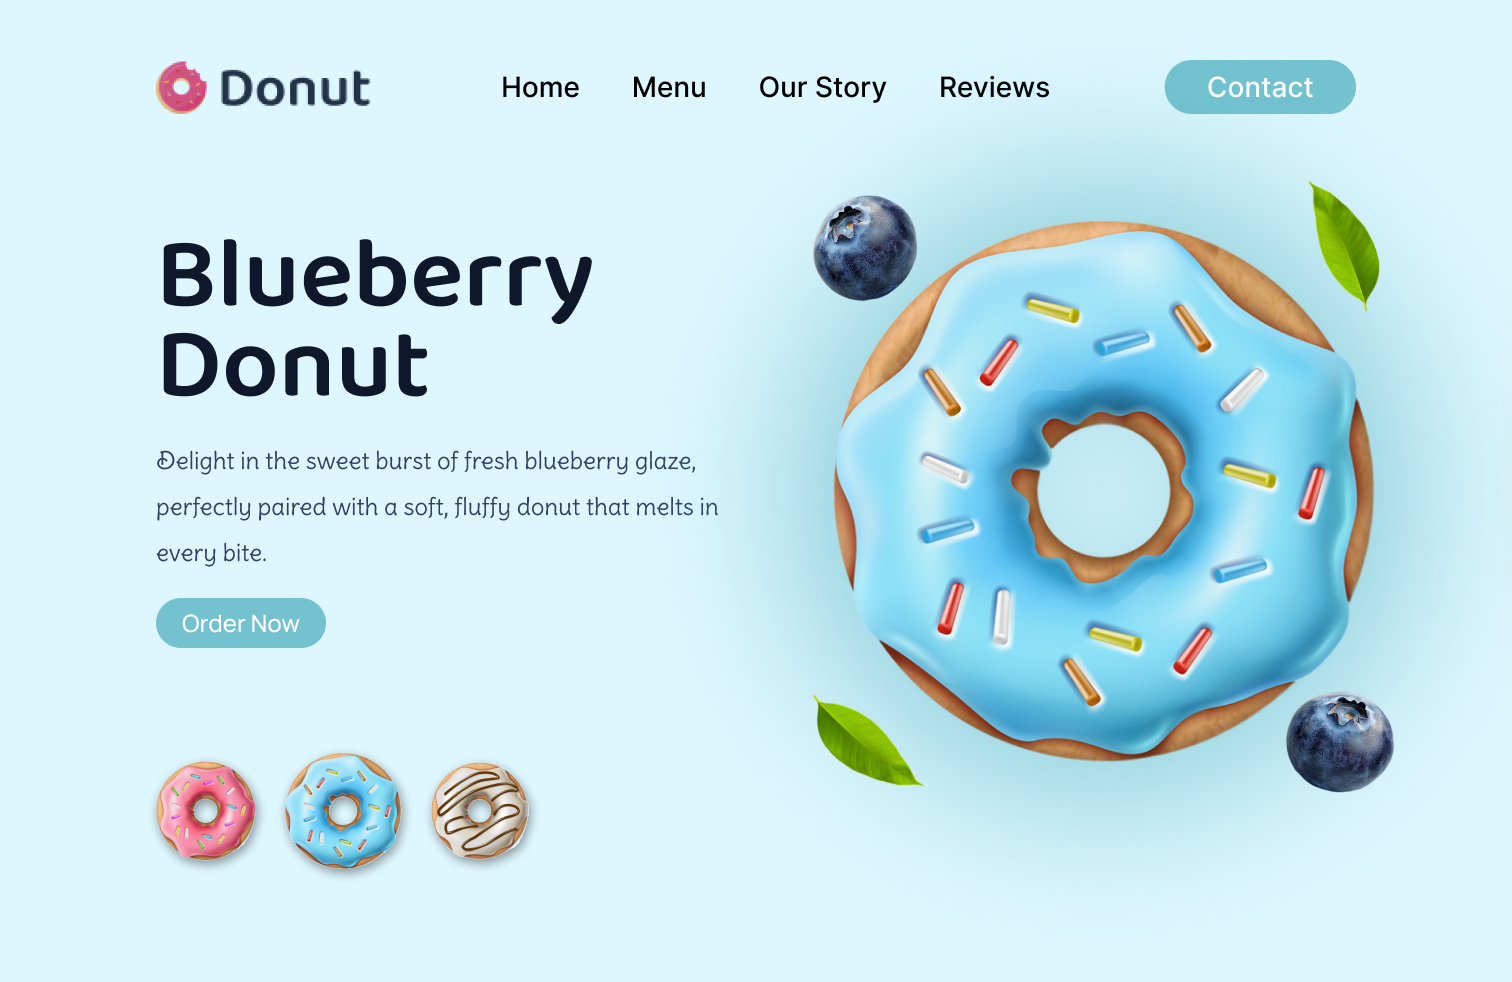 Donut
Home
Menu
Our Story
Reviews
Contact
Blueberry
Donut
Delight in the sweet burst of fresh blueberry glaze,
perfectly paired with a soft, fluffy donut that melts in
every bite.
Order Now